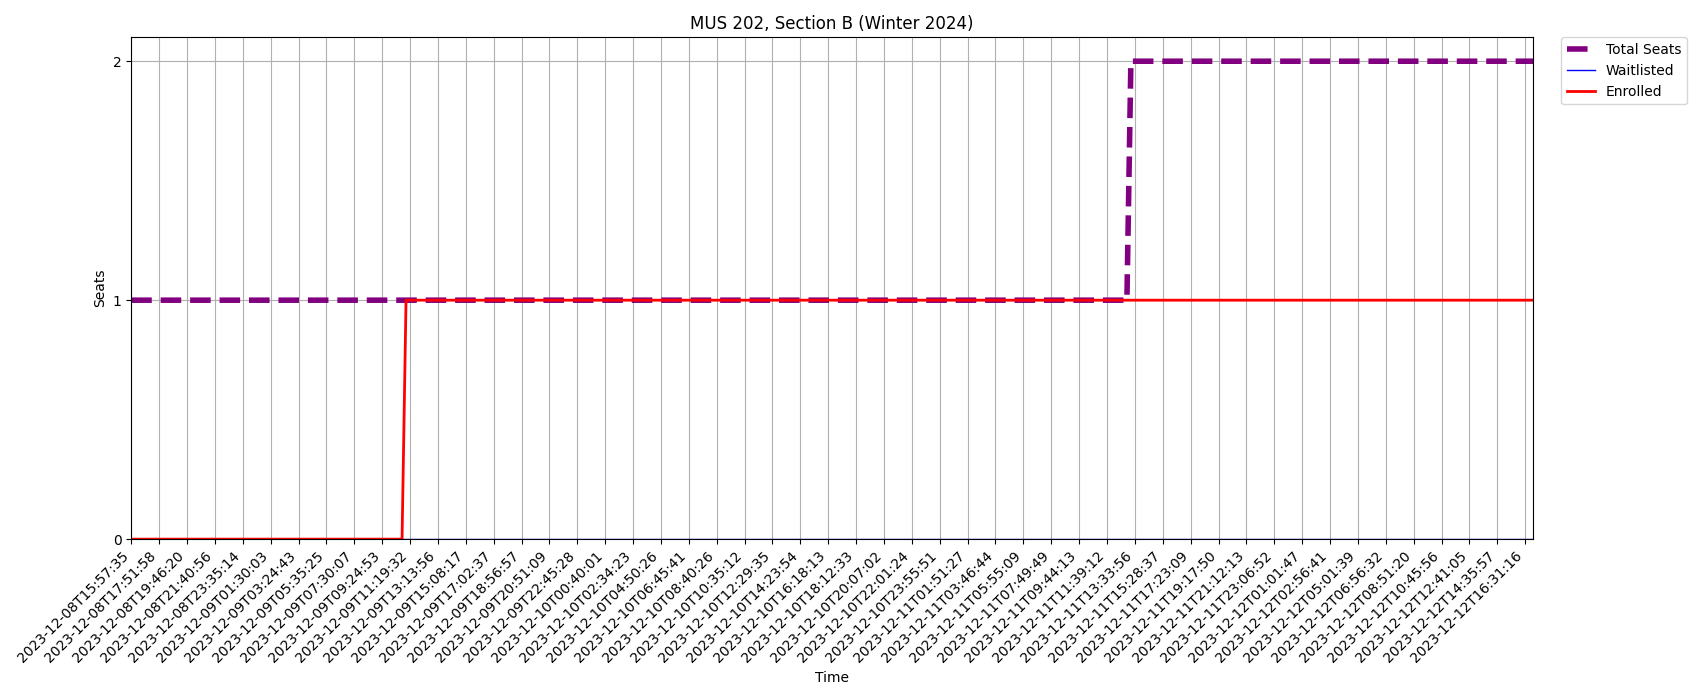 MUS 202, Section B (Winter 2024)
Total Seats
Waitlisted
Enrolled
Seats
2
1
0
2023-12-08T15:57:35
2023-12-08T17:51:58
2023-12-08T19:46:20
2023-12-08T21:40:56
2023-12-08T23:35:14
2023-12-09T01:30:03
2023-12-09T03:24:43
2023-12-09T05:35:25
2023-12-09T07:30:07
2023-12-09T09:24:53
2023-12-09T11:19:32
2023-12-09T13:13:56
2023-12-09T15:08:17
2023-12-09T17:02:37
2023-12-09T18:56:57
2023-12-09T20:51:09
2023-12-09T22:45:28
2023-12-10T00:40:01
2023-12-10T02:34:23
2023-12-10T04:50:26
2023-12-10T06:45:41
2023-12-10T08:40:26
2023-12-10T10:35:12
2023-12-10T12:29:35
2023-12-10T14:23:54
2023-12-10T16:18:13
2023-12-10T18:12:33
2023-12-10T20:07:02
2023-12-10T22:01:24
2023-12-10T23:55:51
2023-12-11T01:51:27
2023-12-11T03:46:44
2023-12-11T05:55:09
2023-12-11T07:49:49
2023-12-11T09:44:13
2023-12-11T11:39:12
2023-12-11T13:33:56
2023-12-11T15:28:37
2023-12-11T17:23:09
2023-12-11T19:17:50
2023-12-11T21:12:13
2023-12-11T23:06:52
2023-12-12T01:01:47
2023-12-12T02:56:41
2023-12-12T05:01:39
2023-12-12T06:56:32
2023-12-12T08:51:20
2023-12-12T10:45:56
2023-12-12T12:41:05
2023-12-12T14:35:57
2023-12-12T16:31:16
Time